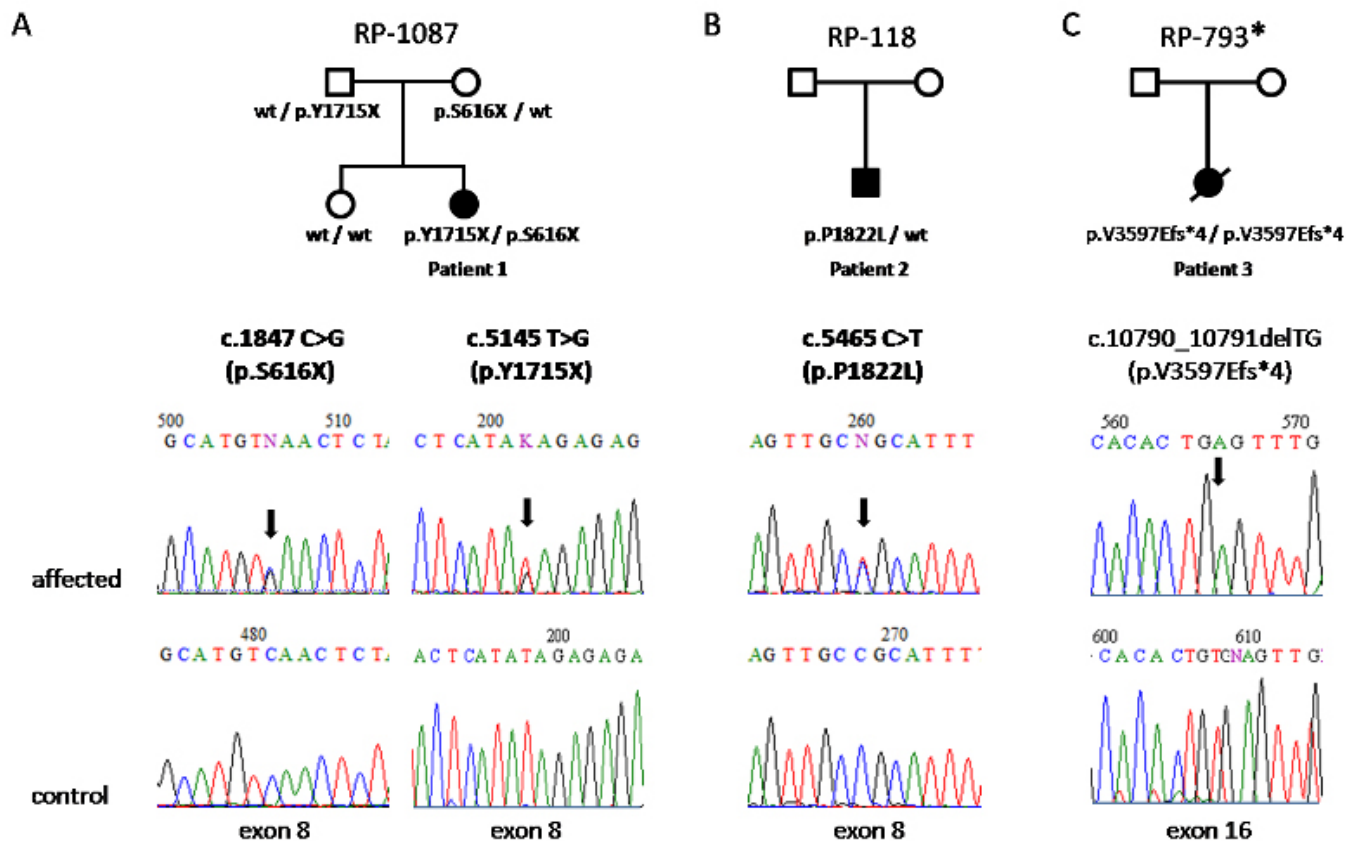 A
RP-1087
wt / p.Y1715X
p.S616X / wt
wt / wt
p.Y1715X / p.S616X
Patient 1
c.1847 C>G
(p.S616X)
c.5145 T>G
(p.Y1715X)
500 510
G C A T G T N A A C T C T A
200
C T C A T A K A G A G A G
affected
480
G C A T G T C A A C T C T A
200
A C T C A T A T A G A G A G A
control
exon 8
exon 8
B
RP-118
p.P1822L / wt
Patient 2
c.5465 C>T
(p.P1822L)
260
A G T T G C N G C A T T T
270
A G T T G C C G C A T T T
exon 8
C
RP-793*
p.V3597Efs*4 / p.V3597Efs*4
Patient 3
c.10790_10791delTG
(p.V3597Efs*4)
560 570
C A C A C T G A G T T T G
600 610
C A C A C T G T G N A G T T G
exon 16